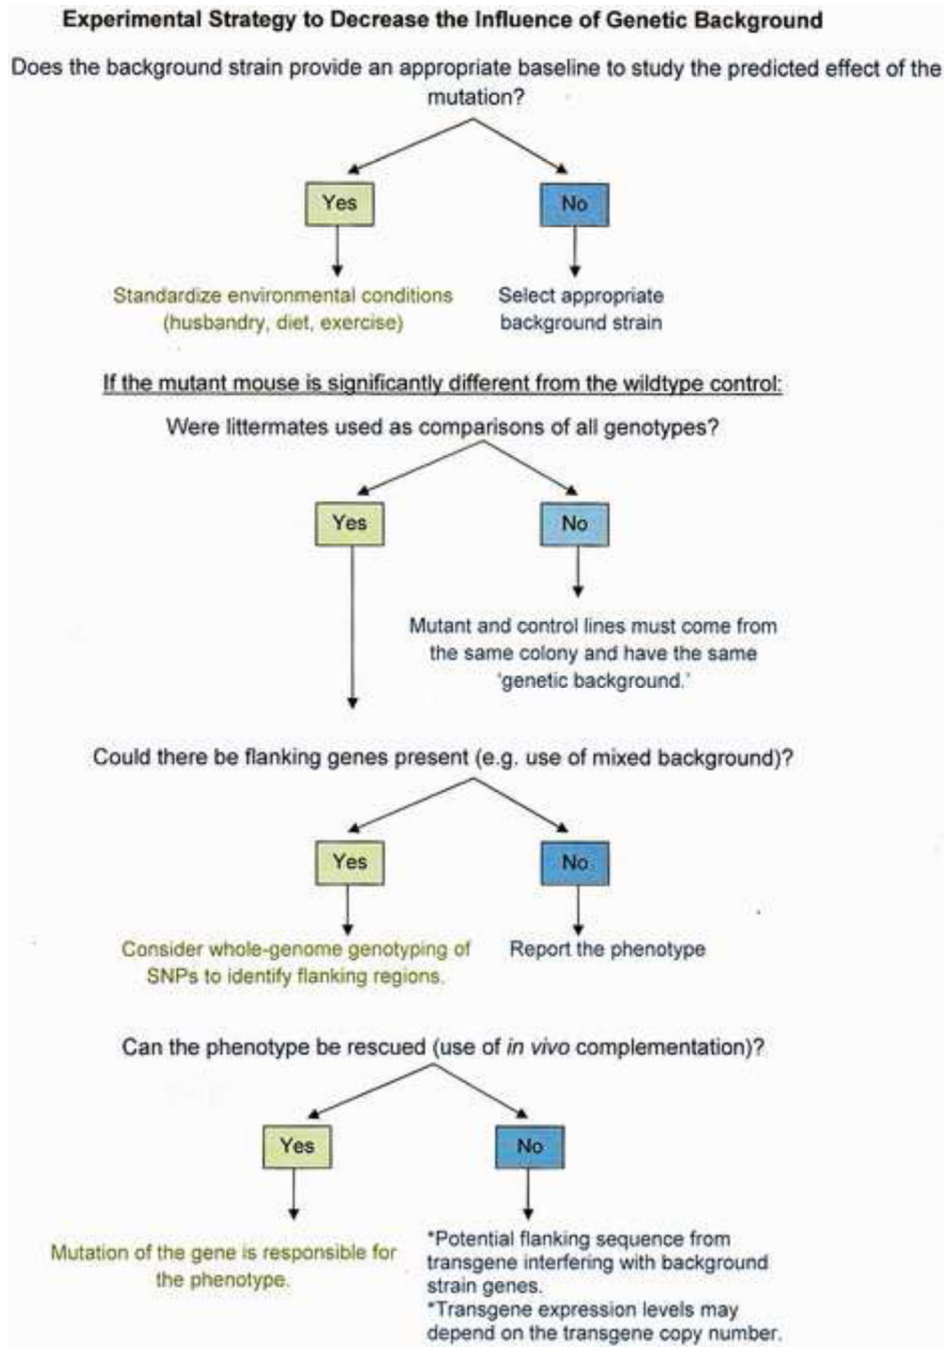 Experimental Strategy to Decrease the Influence of Genetic Background
Does the background strain provide an appropriate baseline to study the predicted effect of the
mutation?
Yes
No
Standardize environmental conditions
(husbandry, diet, exercise)
Select appropriate
background strain
If the mutant mouse is significantly different from the wildtype control:
Were littermates used as comparisons of all genotypes?
Yes
No
Mutant and control lines must come from
the same colony and have the same
'genetic background.'
Could there be flanking genes present (e.g. use of mixed background)?
Yes
No
Consider whole-genome genotyping of
SNPs to identify flanking regions.
Report the phenotype
Can the phenotype be rescued (use of in vivo complementation)?
Yes
No
Mutation of the gene is responsible for
the phenotype.
*Potential flanking sequence from
transgene interfering with background
strain genes.
*Transgene expression levels may
depend on the transgene copy number.